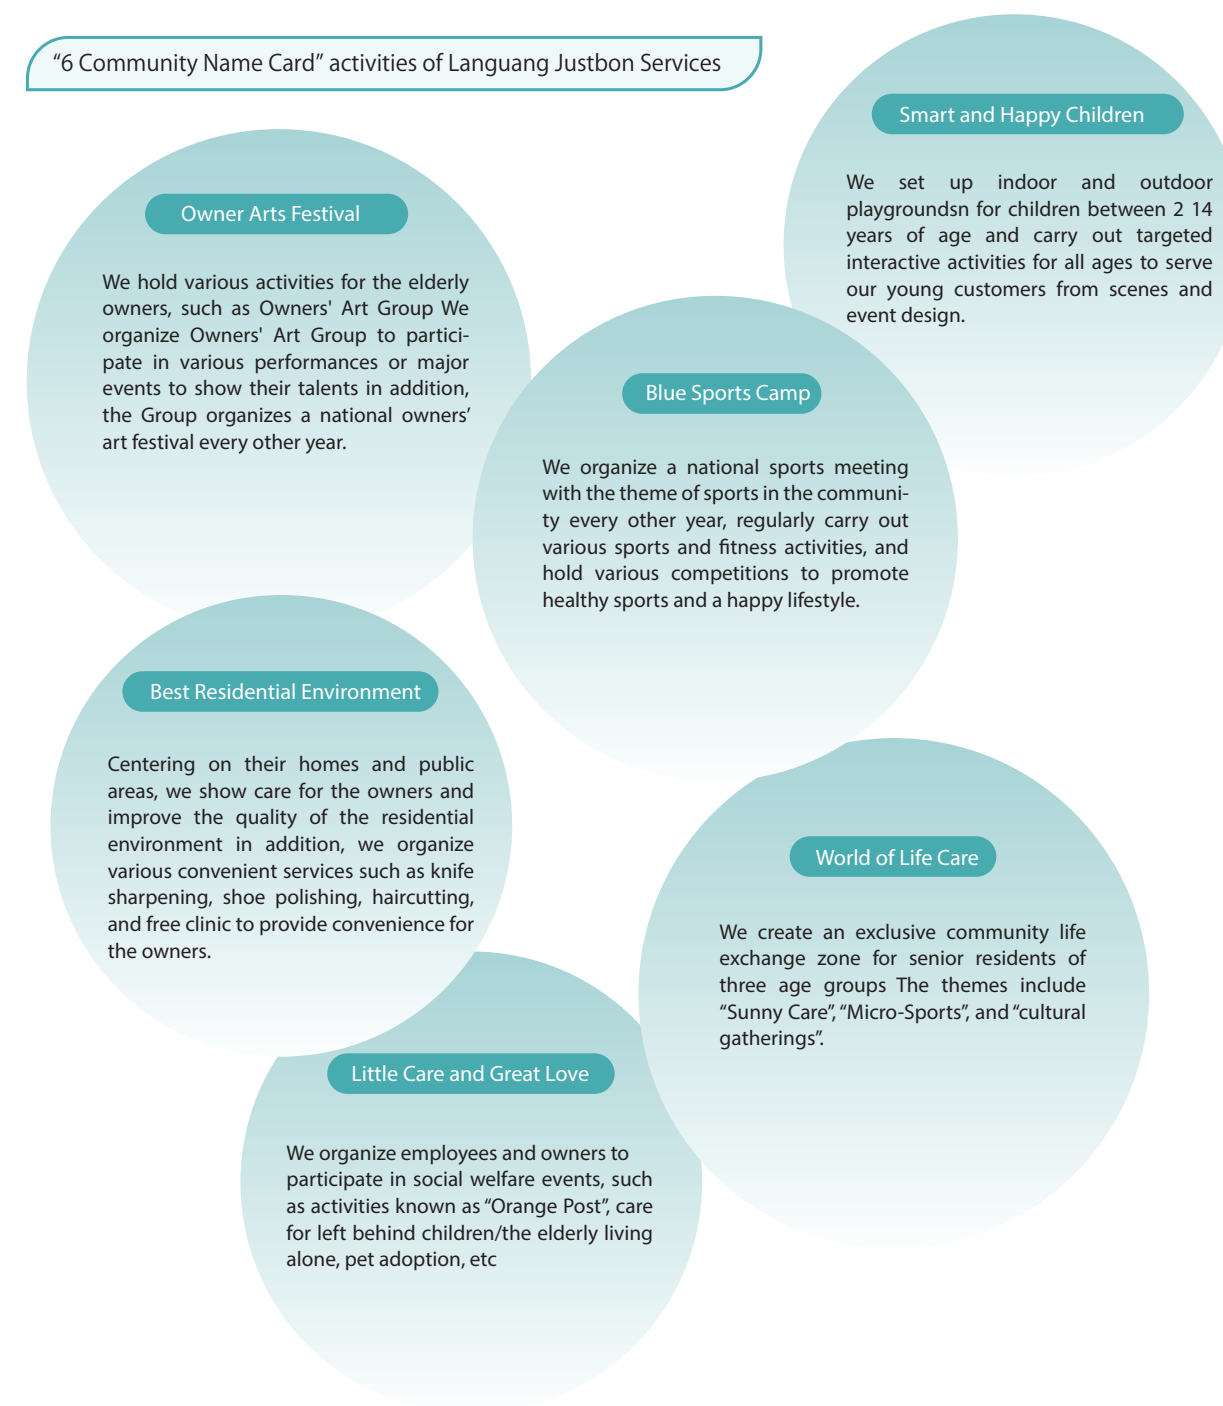 “6 Community Name Card” activities of Languang Justbon Services
Smart and Happy Children
We set up indoor and outdoor
playgroundsn for children between 2 14
years of age and carry out targeted
interactive activities for all ages to serve
our young customers from scenes and
event design.
Owner Arts Festival
We hold various activities for the elderly
owners, such as Owners' Art Group We
organize Owners' Art Group to partici-
pate in various performances or major
events to show their talents in addition,
the Group organizes a national owners’
art festival every other year.
Blue Sports Camp
We organize a national sports meeting
with the theme of sports in the communi-
ty every other year, regularly carry out
various sports and fitness activities, and
hold various competitions to promote
healthy sports and a happy lifestyle.
Best Residential Environment
Centering on their homes and public
areas, we show care for the owners and
improve the quality of the residential
environment in addition, we organize
various convenient services such as knife
sharpening, shoe polishing, haircutting,
and free clinic to provide convenience for
the owners.
World of Life Care
We create an exclusive community life
exchange zone for senior residents of
three age groups The themes include
“Sunny Care”, “Micro-Sports”, and “cultural
gatherings”.
Little Care and Great Love
We organize employees and owners to
participate in social welfare events, such
as activities known as “Orange Post”, care
for left behind children/the elderly living
alone, pet adoption, etc